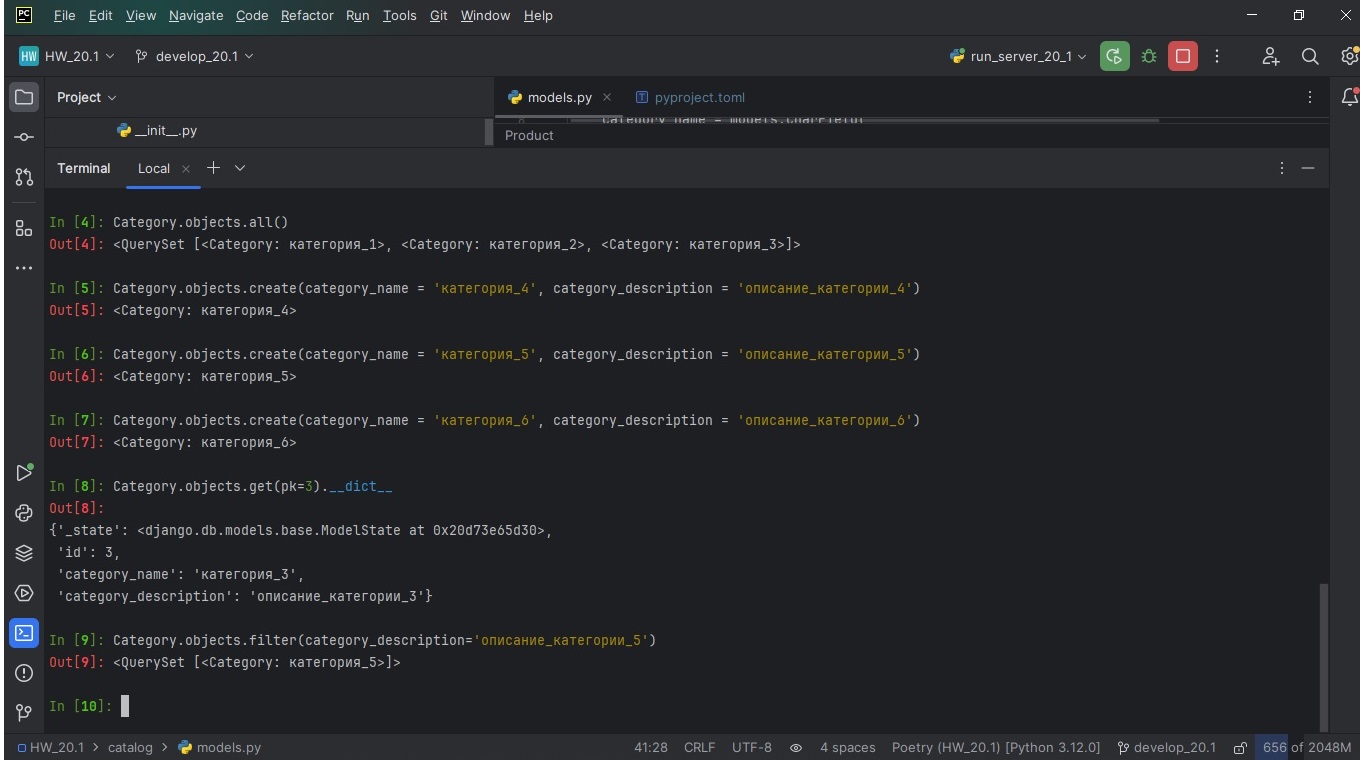 PC File Edit View Navigate Code Refactor Run Tools Git Window Help
HW HW_20.1 develop_20.1 run_server_20_1
Project models.py pyproject.toml
__init__.py category_name = models.CharField(
Product
Terminal Local
In [4]: Category.objects.all()
Out[4]: <QuerySet [<Category: категория_1>, <Category: категория_2>, <Category: категория_3>]>
In [5]: Category.objects.create(category_name = 'категория_4', category_description = 'описание_категории_4')
Out[5]: <Category: категория_4>
In [6]: Category.objects.create(category_name = 'категория_5', category_description = 'описание_категории_5')
Out[6]: <Category: категория_5>
In [7]: Category.objects.create(category_name = 'категория_6', category_description = 'описание_категории_6')
Out[7]: <Category: категория_6>
In [8]: Category.objects.get(pk=3).__dict__
Out[8]:
{'_state': <django.db.models.base.ModelState at 0x20d73e65d30>,
 'id': 3,
 'category_name': 'категория_3',
 'category_description': 'описание_категории_3'}
In [9]: Category.objects.filter(category_description='описание_категории_5')
Out[9]: <QuerySet [<Category: категория_5>]>
In [10]:
HW_20.1 > catalog > models.py 41:28 CRLF UTF-8 4 spaces Poetry (HW_20.1) [Python 3.12.0] develop_20.1 656 of 2048M